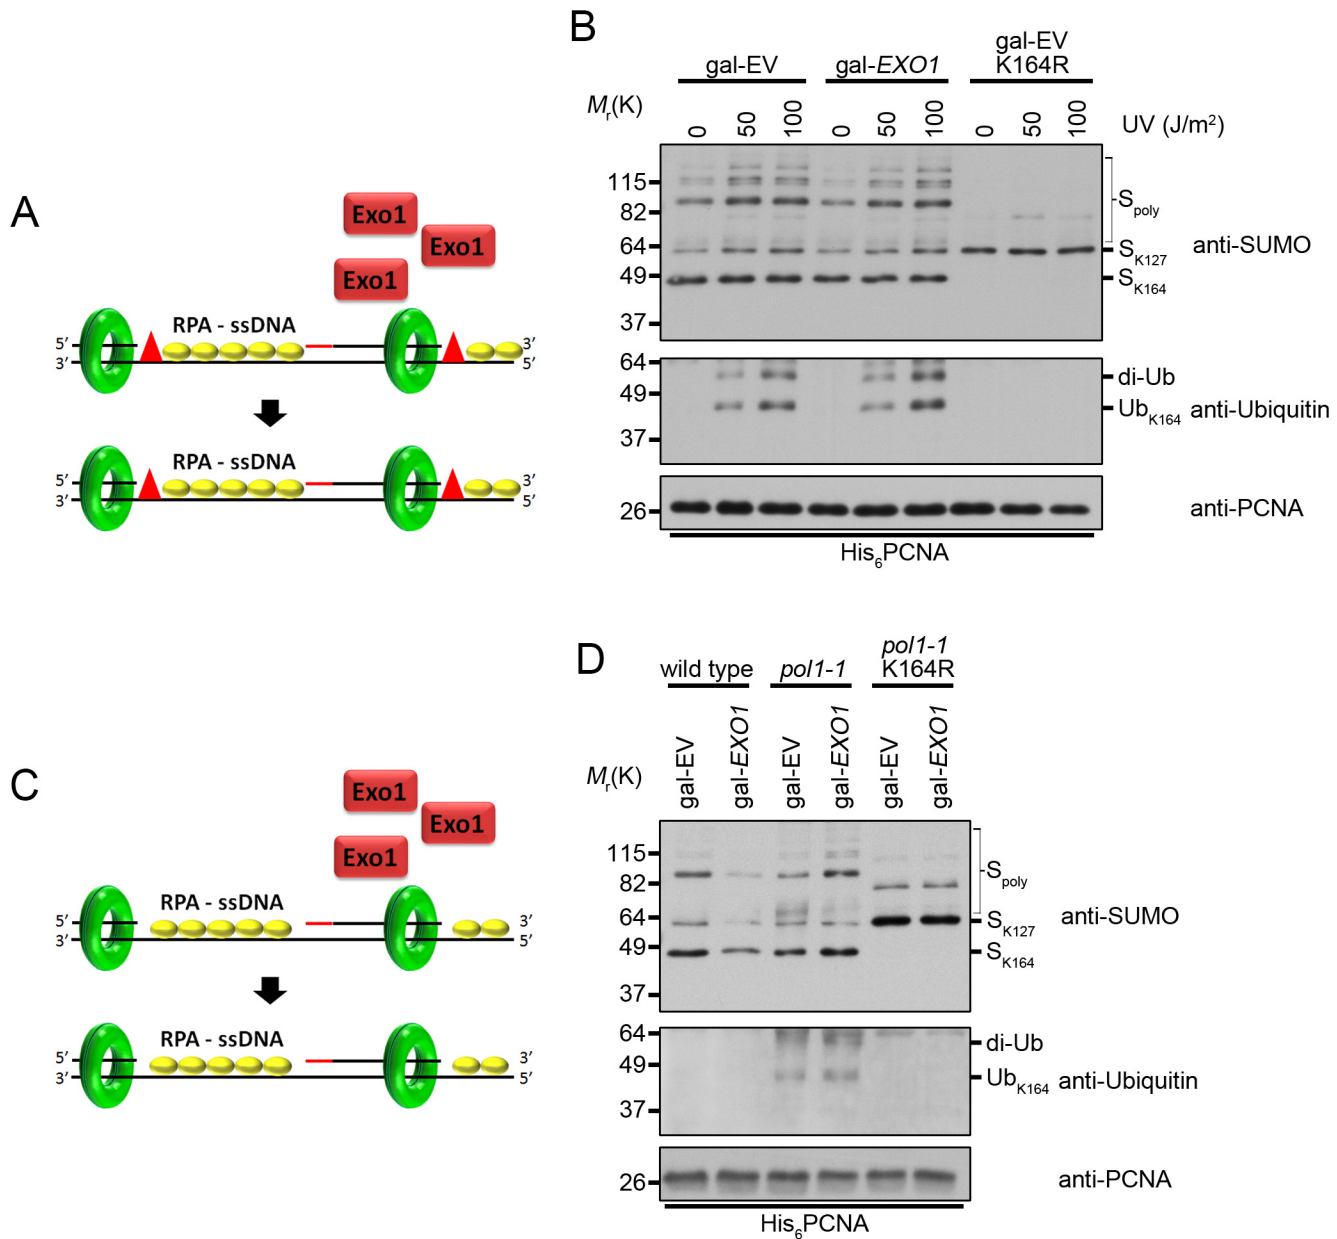 A
Exo1
Exo1
Exo1
RPA - ssDNA
5’ 3’
3’ 5’
RPA - ssDNA
5’ 3’
3’ 5’
B
gal-EV gal-EXO1 gal-EV K164R
Mr(K) 0 50 100 0 50 100 0 50 100 UV (J/m²)
115
82
64
49
37
Spoly
SK127
SK164
anti-SUMO
64
49
37
di-Ub
UbK164 anti-Ubiquitin
26 anti-PCNA
His6PCNA
C
Exo1
Exo1
Exo1
RPA - ssDNA
5’ 3’
3’ 5’
RPA - ssDNA
5’ 3’
3’ 5’
D
wild type pol1-1 pol1-1 K164R
Mr(K) gal-EV gal-EXO1 gal-EV gal-EXO1 gal-EV gal-EXO1
115
82
64
49
37
Spoly
SK127
SK164
anti-SUMO
64
49
37
di-Ub
UbK164 anti-Ubiquitin
26 anti-PCNA
His6PCNA